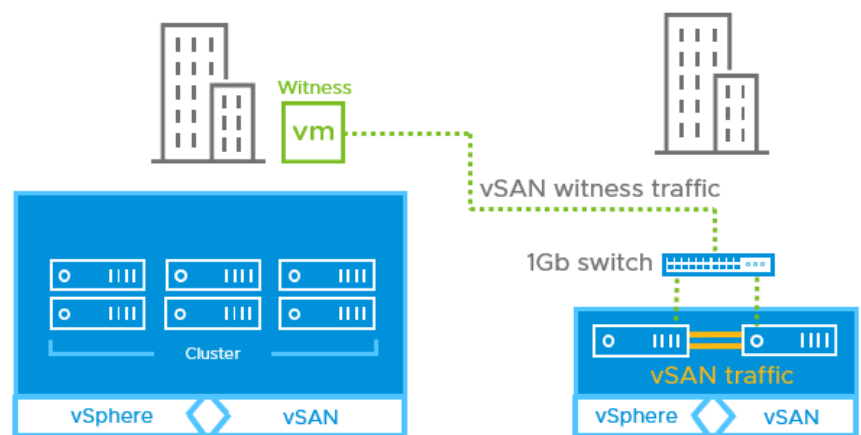 Witness
vm
vSAN witness traffic
1Gb switch
Cluster
vSAN traffic
vSphere
vSAN
vSphere
vSAN